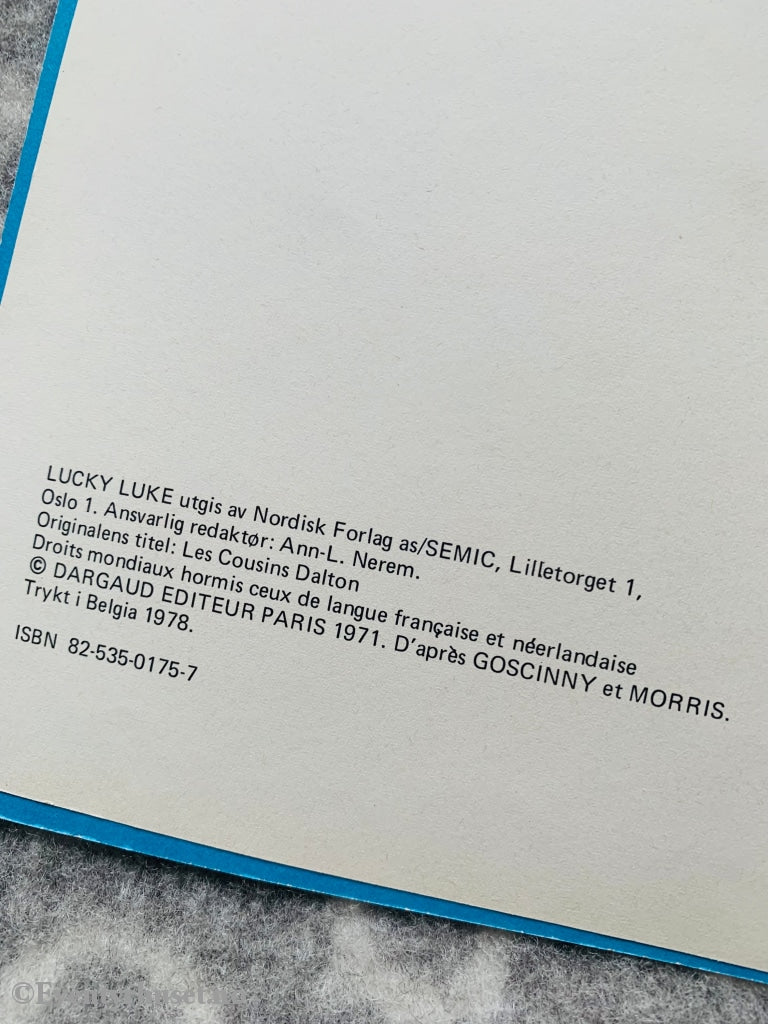 LUCKY LUKE utgis av Nordisk Forlag as/SEMIC, Lilletorget 1,
Oslo 1. Ansvarlig redaktør: Ann-L. Nerem.
Originalens titel: Les Cousins Dalton
Droits mondiaux hormis ceux de langue française et néerlandaise
© DARGAUD EDITEUR PARIS 1971. D'après GOSCINNY et MORRIS.
Trykt i Belgia 1978.
ISBN 82-535-0175-7